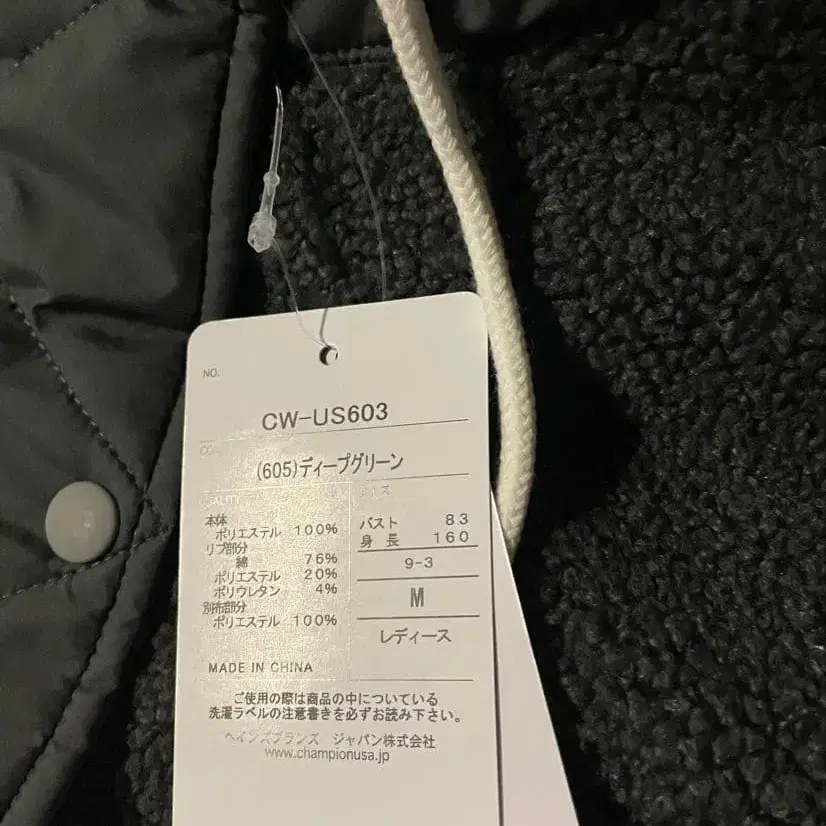 NO.
CW-US603
(605)ディープグリーン
本体
ポリエステル 100%
リブ部分
綿 76%
ポリエステル 20%
ポリウレタン 4%
別布部分
ポリエステル 100%
MADE IN CHINA
バスト 83
身長 160
9-3
M
レディース
ご使用の際は商品の中についている
洗濯ラベルの注意書きを必ずお読み下さい。
ヘインズブランズ ジャパン株式会社
www.championusa.jp